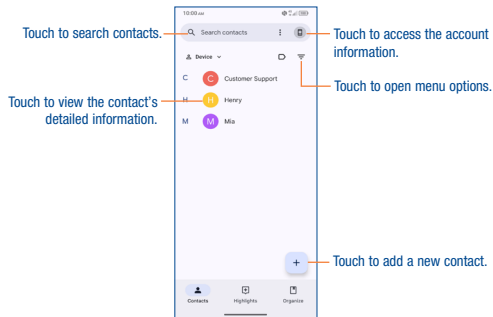 10:00 AM
Touch to search contacts.
Search contacts
Touch to access the account
information.
Device
Touch to open menu options.
C C Customer Support
Touch to view the contact's
detailed information.
H H Henry
M M Mia
+
Touch to add a new contact.
Contacts Highlights Organize